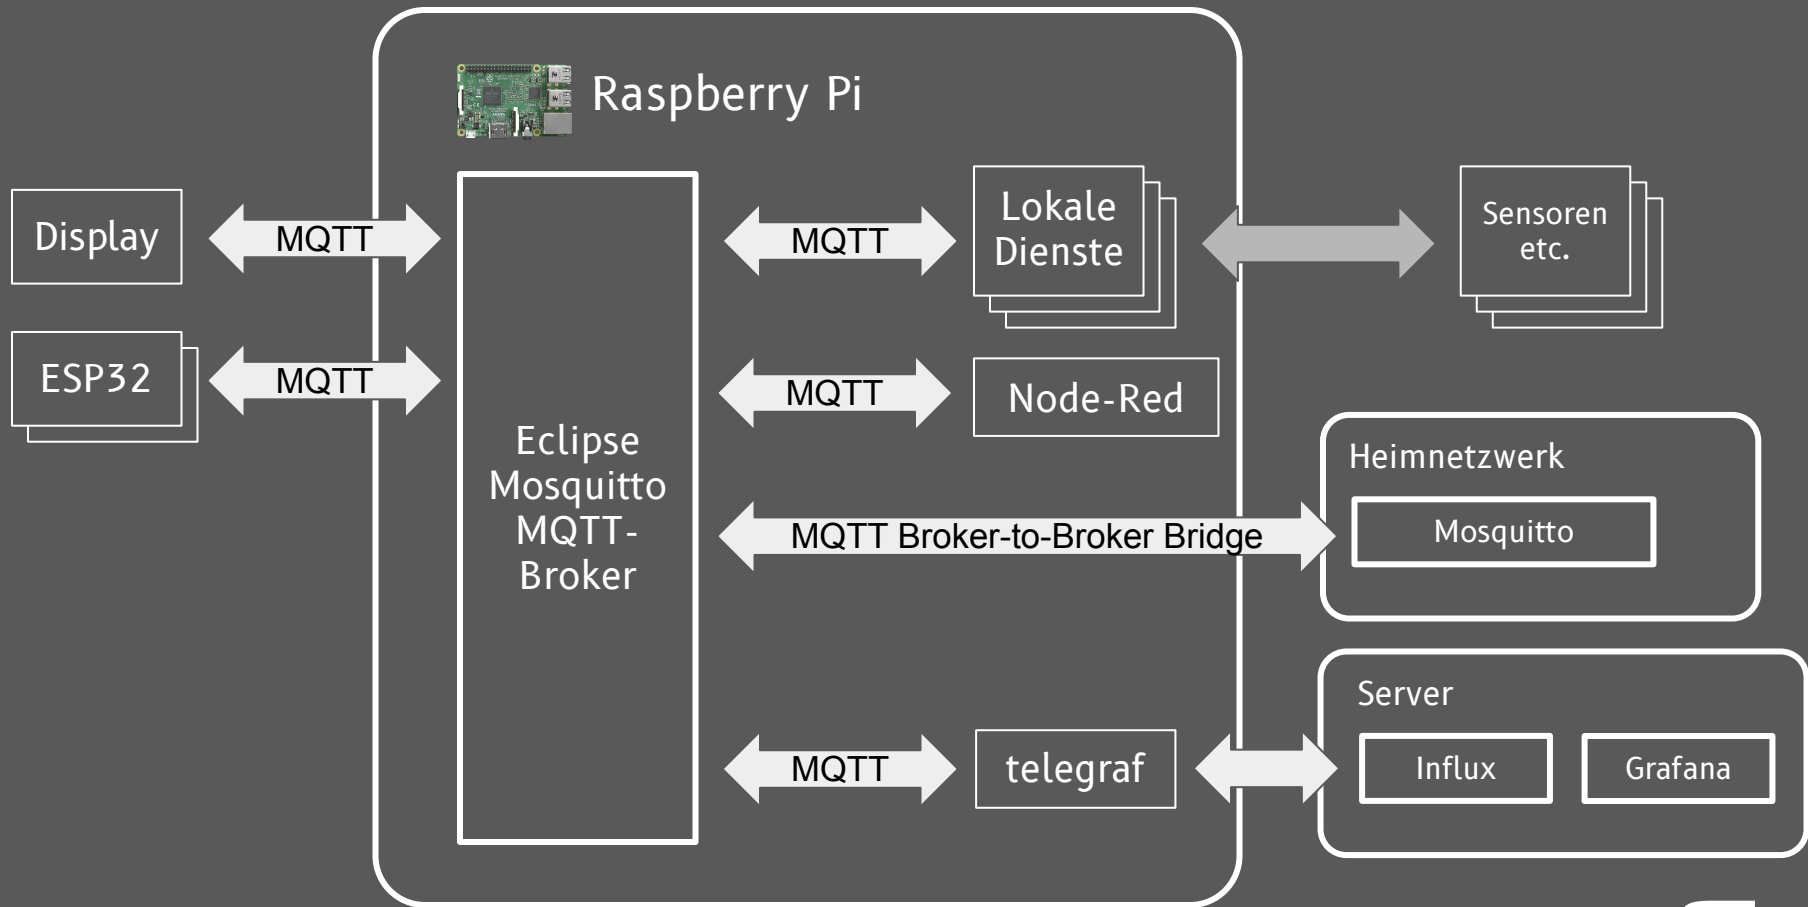 Raspberry Pi
Display
MQTT
ESP32
MQTT
Eclipse
Mosquitto
MQTT-
Broker
MQTT
Lokale
Dienste
Sensoren
etc.
MQTT
Node-Red
MQTT Broker-to-Broker Bridge
Heimnetzwerk
Mosquitto
MQTT
telegraf
Server
Influx
Grafana